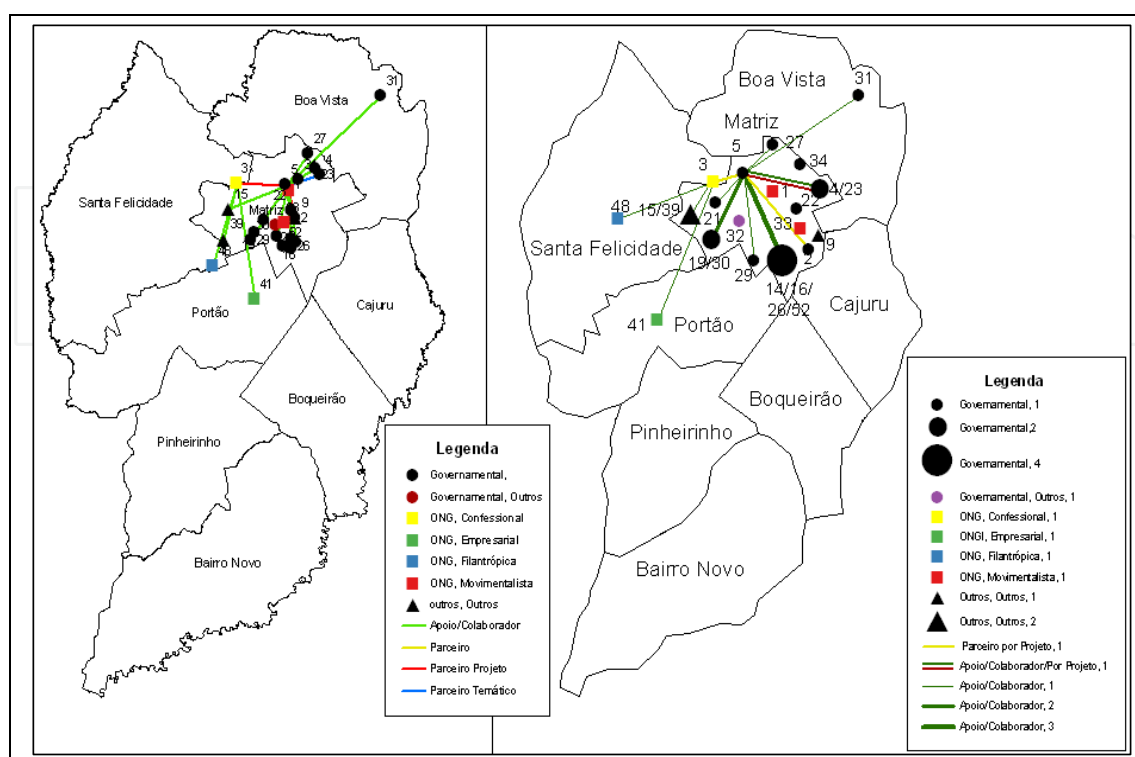 31
Boa Vista
27
34
23
3
5
15
22
Santa Felicidade
Matriz
9
39
29
48
26
16
41
Portão
Cajuru
Boqueirão
Pinheirinho
Bairro Novo
Legenda
Governamental,
Governamental, Outros
ONG, Confessional
ONG, Empresarial
ONG, Filantrópica
ONG, Movimentalista
outros, Outros
Apoio/Colaborador
Parceiro
Parceiro Projeto
Parceiro Temático
Boa Vista
31
Matriz
5
27
3
34
4/23
48
15/39
21
22
33
32
9
Santa Felicidade
19/30
29
2
14/16/
26/52
Cajuru
41
Portão
Boqueirão
Pinheirinho
Bairro Novo
Legenda
Governamental, 1
Governamental,2
Governamental, 4
Governamental, Outros, 1
ONG, Confessional, 1
ONGI, Empresarial, 1
ONG, Filantrópica, 1
ONG, Movimentalista, 1
Outros, Outros, 1
Outros, Outros, 2
Parceiro por Projeto, 1
Apoio/Colaborador/Por Projeto, 1
Apoio/Colaborador, 1
Apoio/Colaborador, 2
Apoio/Colaborador, 3